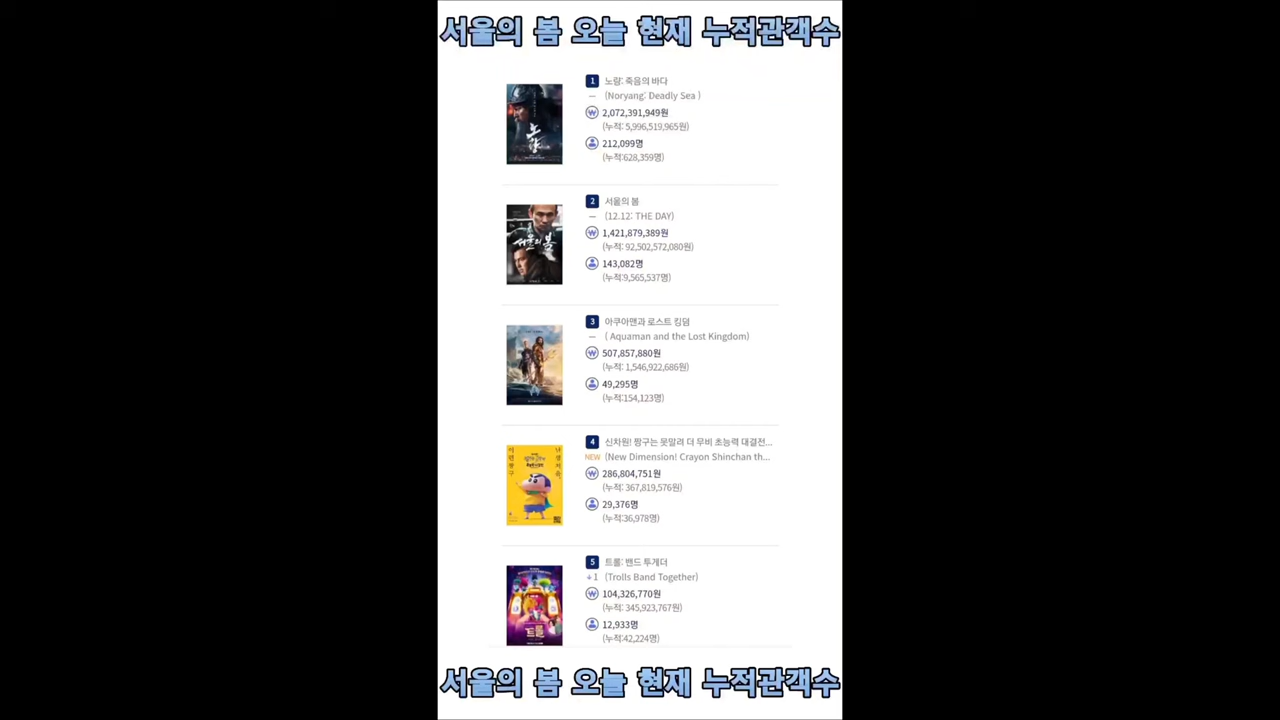 서울의 봄 오늘 현재 누적관객수
1 노량: 죽음의 바다
— (Noryang: Deadly Sea )
₩ 2,072,391,949원
(누적: 5,996,519,965원)
212,099명
(누적:628,359명)
노량
2 서울의 봄
— (12.12: THE DAY)
₩ 1,421,879,389원
(누적: 92,502,572,080원)
143,082명
(누적:9,565,537명)
서울의 봄
3 아쿠아맨과 로스트 킹덤
— ( Aquaman and the Lost Kingdom)
₩ 507,857,880원
(누적: 1,546,922,686원)
49,295명
(누적:154,123명)
4 신차원! 짱구는 못말려 더 무비 초능력 대결전...
NEW (New Dimension! Crayon Shinchan th...
₩ 286,804,751원
(누적: 367,819,576원)
29,376명
(누적:36,978명)
5 트롤: 밴드 투게더
↓1 (Trolls Band Together)
₩ 104,326,770원
(누적: 345,923,767원)
12,933명
(누적:42,224명)
트롤
서울의 봄 오늘 현재 누적관객수